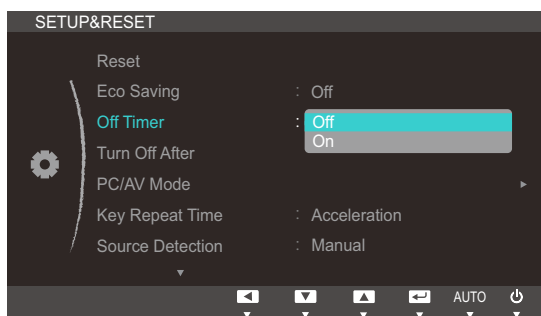 SETUP&RESET
Reset
Eco Saving : Off
Off Timer : Off
On
Turn Off After
PC/AV Mode
Key Repeat Time : Acceleration
Source Detection : Manual
AUTO